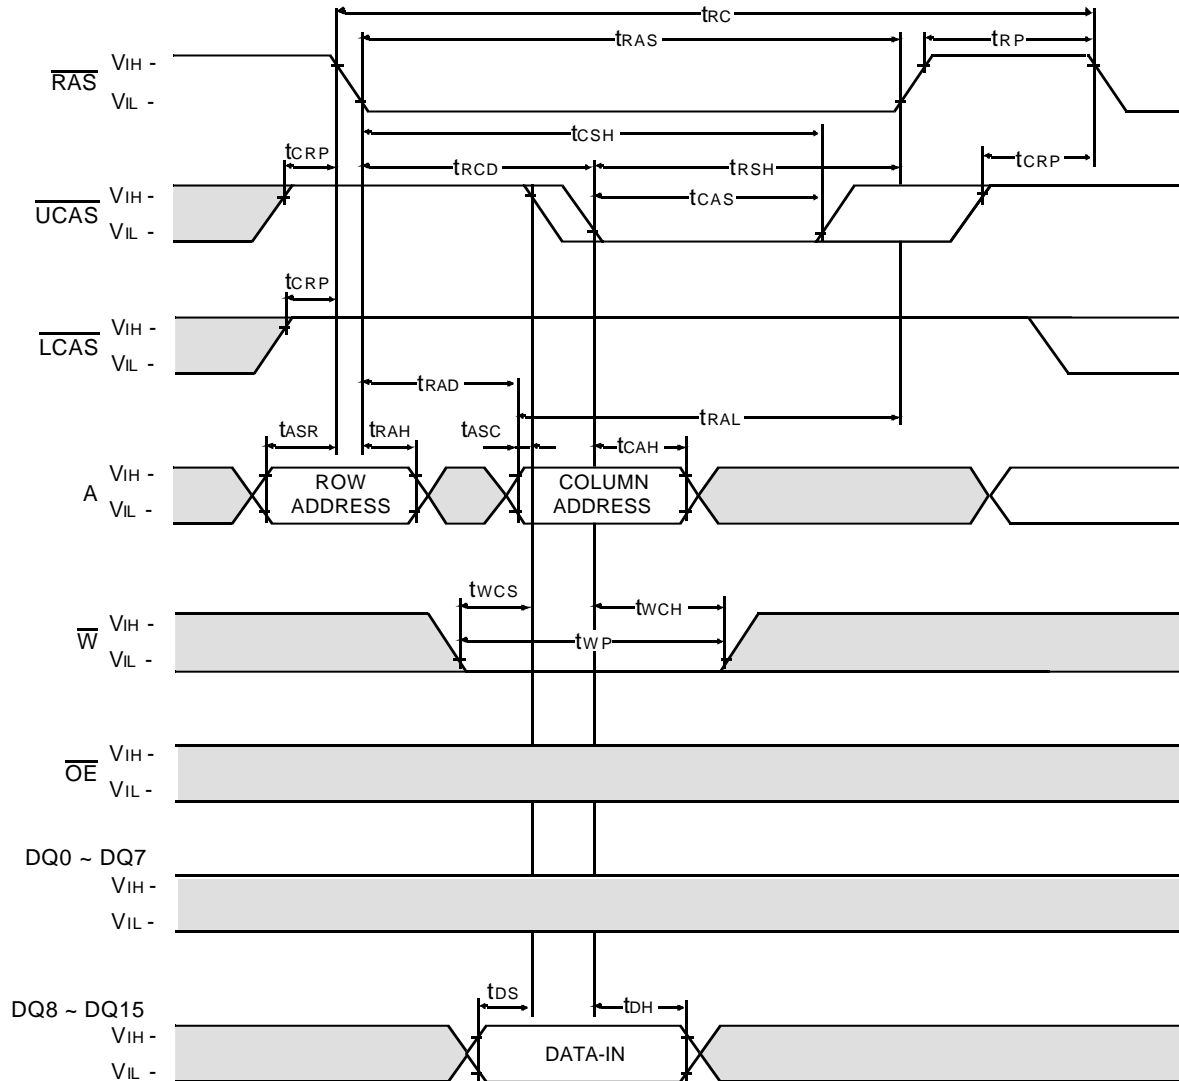 tRC
tRAS
tRP
RAS
VIH -
VIL -
tCSH
tCRP
tRCD
tRSH
tCRP
UCAS
VIH -
VIL -
tCAS
tCRP
LCAS
VIH -
VIL -
tRAD
tRAL
tASR
tRAH
tASC
tCAH
A
VIH -
VIL -
ROW
ADDRESS
COLUMN
ADDRESS
tWCS
tWCH
W
VIH -
VIL -
tWP
OE
VIH -
VIL -
DQ0 ~ DQ7
VIH -
VIL -
tDS
tDH
DQ8 ~ DQ15
VIH -
VIL -
DATA-IN